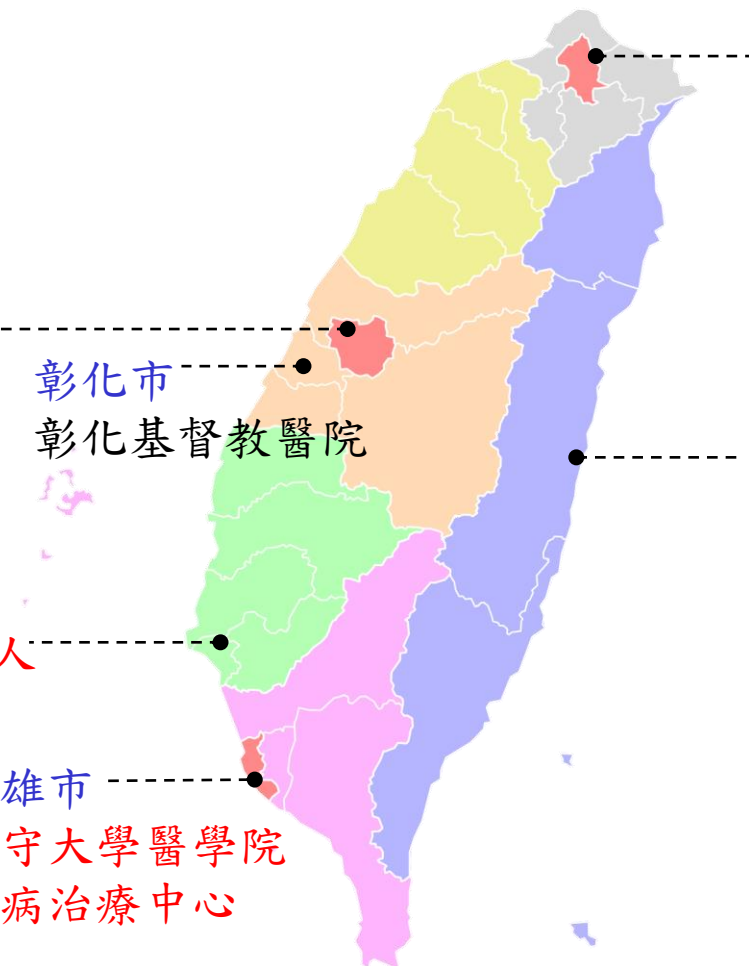 彰化市
彰化基督教醫院
人
雄市
守大學醫學院
病治療中心